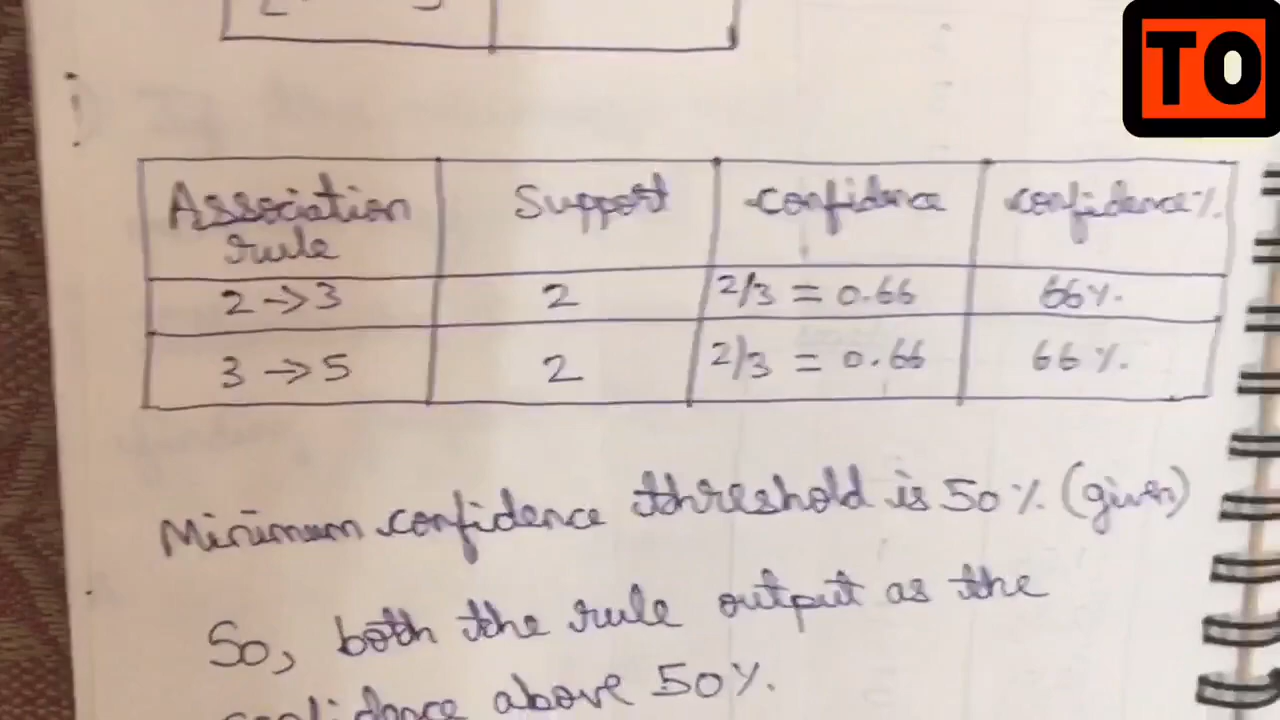 TO
Association rule | Support | confidence | confidence%
2 → 3 | 2 | 2/3 = 0.66 | 66%.
3 → 5 | 2 | 2/3 = 0.66 | 66%.
Minimum confidence threshold is 50% (given)
So, both the rule output as the
confidence above 50%.